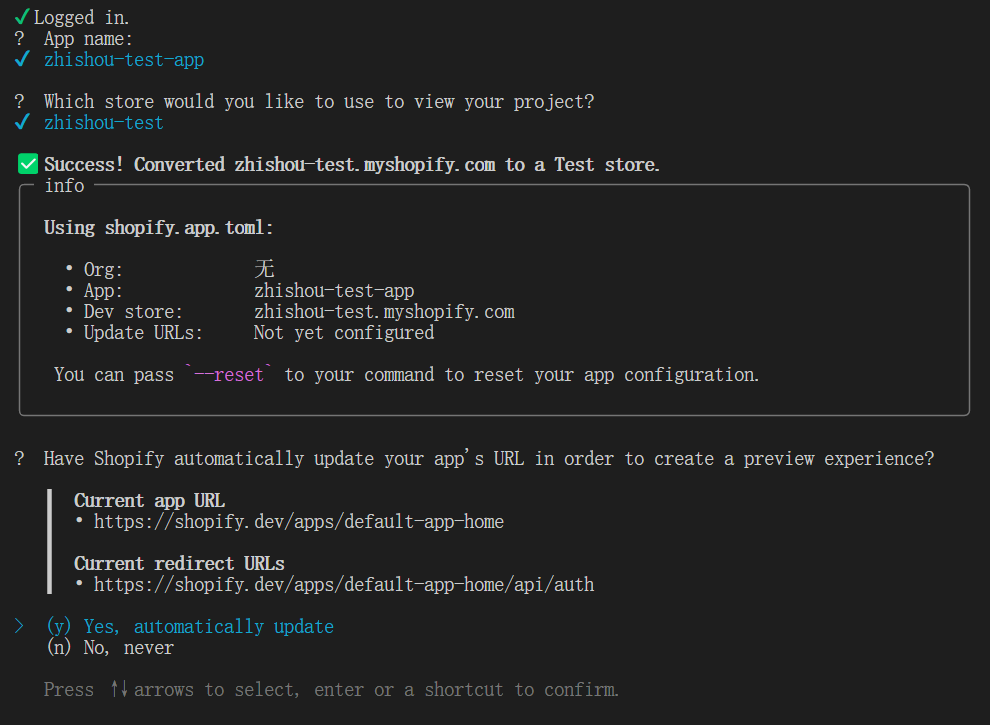 ✓Logged in.
? App name:
✓ zhishou-test-app
? Which store would you like to use to view your project?
✓ zhishou-test
✅ Success! Converted zhishou-test.myshopify.com to a Test store.
info
Using shopify.app.toml:
• Org: 无
• App: zhishou-test-app
• Dev store: zhishou-test.myshopify.com
• Update URLs: Not yet configured
You can pass `--reset` to your command to reset your app configuration.
? Have Shopify automatically update your app's URL in order to create a preview experience?
Current app URL
• https://shopify.dev/apps/default-app-home
Current redirect URLs
• https://shopify.dev/apps/default-app-home/api/auth
> (y) Yes, automatically update
(n) No, never
Press ↑↓ arrows to select, enter or a shortcut to confirm.